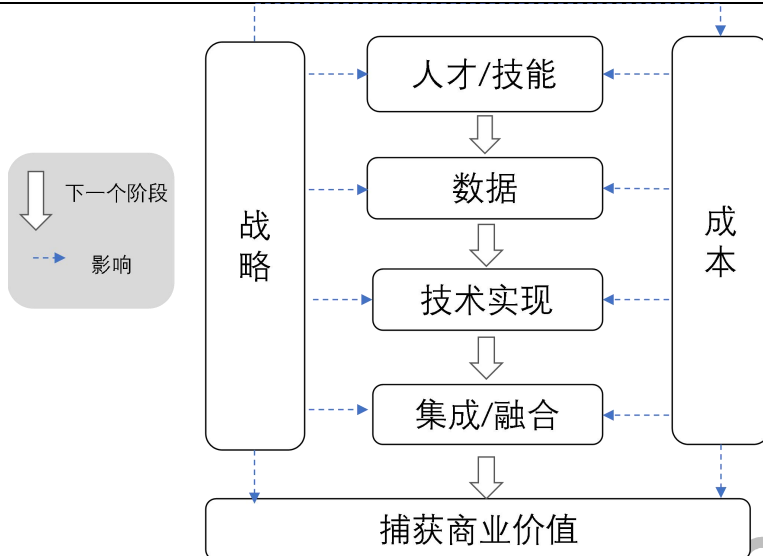 人才/技能
数据
技术实现
集成/融合
捕获商业价值
战
略
成
本
下一个阶段
影响